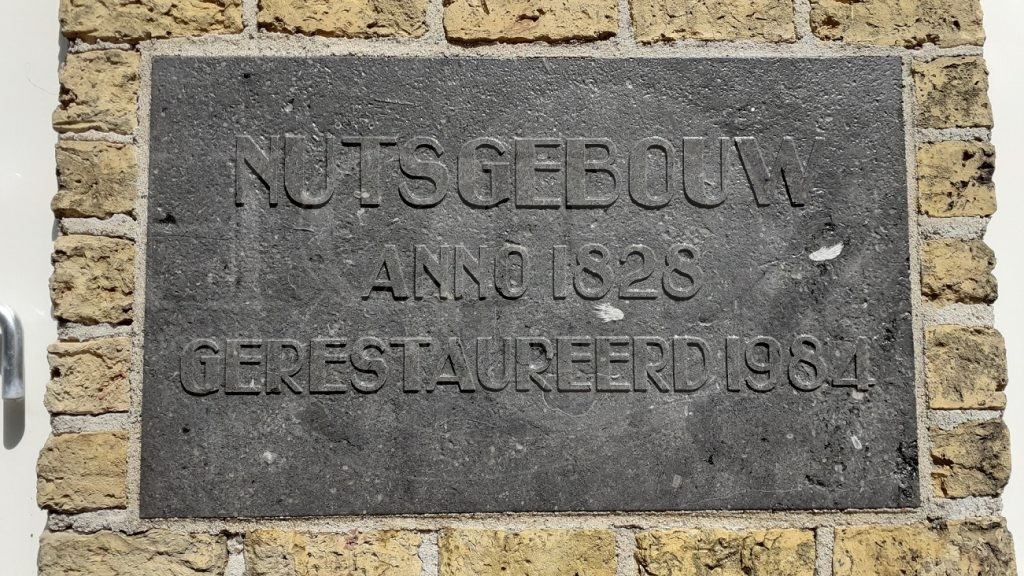 NUTSGEBOUW
ANNO 1828
GERESTAUREERD 1984